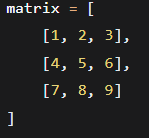 matrix = [
    [1, 2, 3],
    [4, 5, 6],
    [7, 8, 9]
]